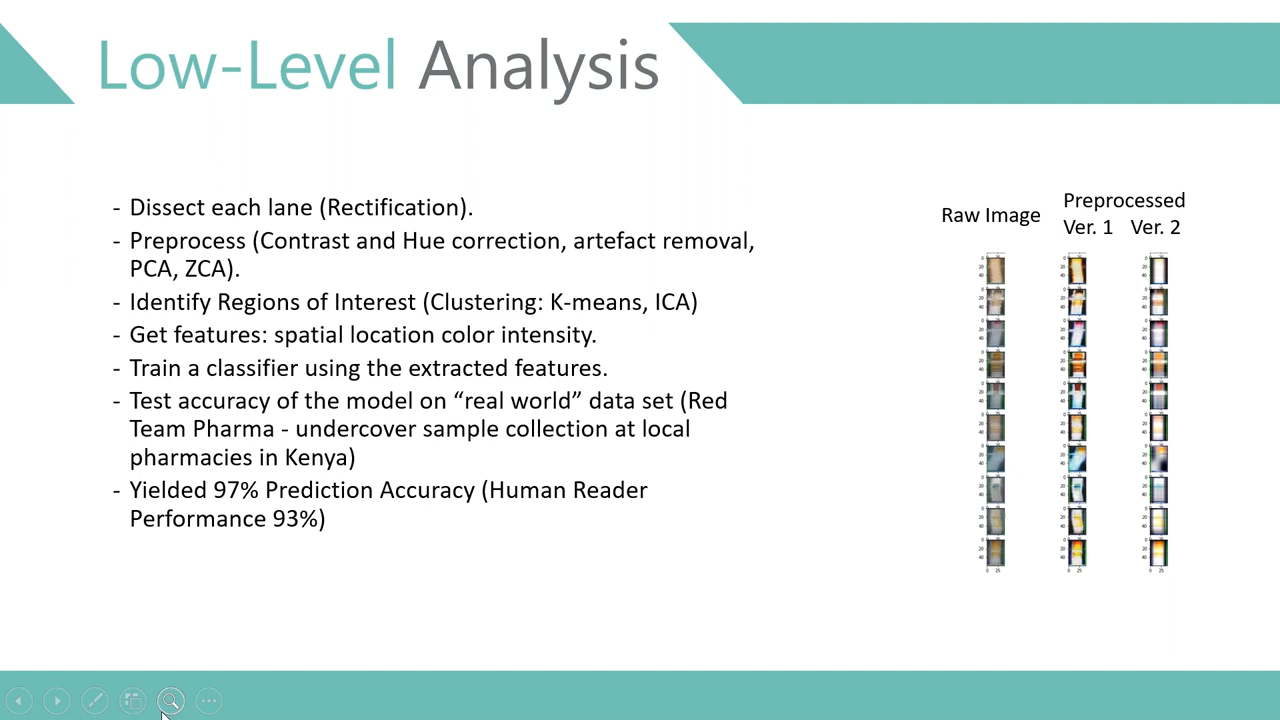 Low-Level Analysis
- Dissect each lane (Rectification).
- Preprocess (Contrast and Hue correction, artefact removal,
PCA, ZCA).
- Identify Regions of Interest (Clustering: K-means, ICA)
- Get features: spatial location color intensity.
- Train a classifier using the extracted features.
- Test accuracy of the model on “real world” data set (Red
Team Pharma - undercover sample collection at local
pharmacies in Kenya)
- Yielded 97% Prediction Accuracy (Human Reader
Performance 93%)
Raw Image
Preprocessed
Ver. 1 Ver. 2